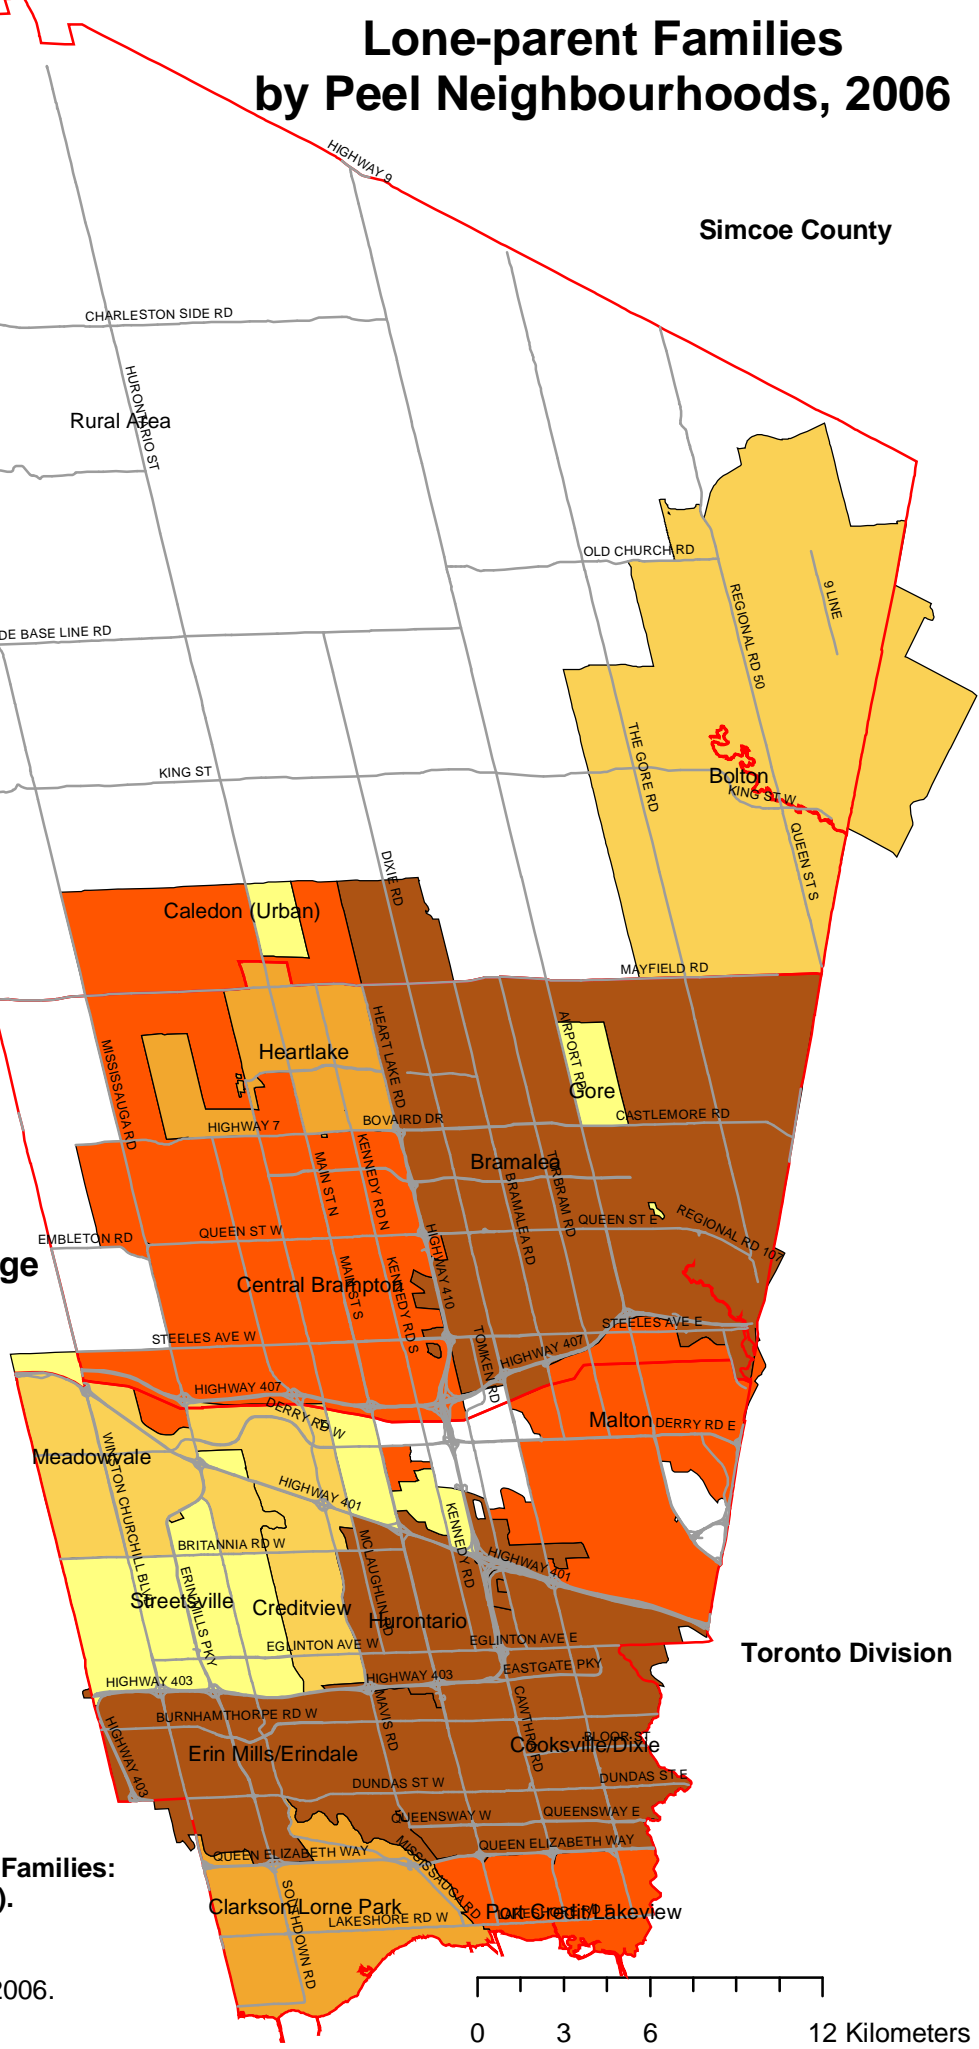 Lone-parent Families
by Peel Neighbourhoods, 2006
HIGHWAY 9
Simcoe County
CHARLESTON SIDE RD
HURONTARIO ST
Rural Area
OLD CHURCH RD
REGIONAL RD 50
9 LINE
DE BASE LINE RD
THE GORE RD
KING ST
Bolton
KING ST W
QUEEN ST S
DIXIE RD
Caledon (Urban)
MAYFIELD RD
MISSISSAUGA RD
Heartlake
HEART LAKE RD
AIRPORT RD
Gore
CASTLEMORE RD
BOVAIRD DR
HIGHWAY 7
MAIN ST N
KENNEDY RD N
Bramalea
BRAMALEA RD
TORBRAM RD
QUEEN ST E
REGIONAL RD 107
EMBLETON RD
QUEEN ST W
HIGHWAY 410
ge
Central Brampton
MAIN ST S
KENNEDY RD S
STEELES AVE W
STEELES AVE E
TOMKEN RD
HIGHWAY 407
HIGHWAY 407
DERRY RD W
Malton
DERRY RD E
Meadowvale
WINSTON CHURCHILL BLVD
HIGHWAY 401
KENNEDY RD
MCLAUGHLIN RD
BRITANNIA RD W
HIGHWAY 401
ERIN MILLS PKY
Streetsville
Creditview
Hurontario
EGLINTON AVE W
EGLINTON AVE E
Toronto Division
HIGHWAY 403
HIGHWAY 403
EASTGATE PKY
MAVIS RD
CAWTHRA RD
BURNHAMTHORPE RD W
HIGHWAY 403
BLOOR ST
Erin Mills/Erindale
Cooksville/Dixie
DUNDAS ST W
DUNDAS ST E
QUEENSWAY W
QUEENSWAY E
MISSISSAUGA RD
QUEEN ELIZABETH WAY
QUEEN ELIZABETH WAY
Families:
).
SOUTHDOWN RD
Clarkson/Lorne Park
LAKESHORE RD W
Port Credit/Lakeview
LAKESHORE RD E
2006.
0 3 6 12 Kilometers